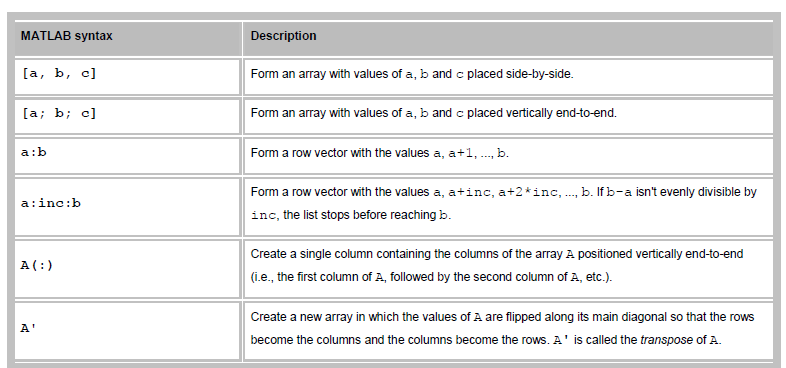 MATLAB syntax Description
[a, b, c] Form an array with values of a, b and c placed side-by-side.
[a; b; c] Form an array with values of a, b and c placed vertically end-to-end.
a:b Form a row vector with the values a, a+1, ..., b.
a:inc:b Form a row vector with the values a, a+inc, a+2*inc, ..., b. If b-a isn't evenly divisible by
inc, the list stops before reaching b.
A(:) Create a single column containing the columns of the array A positioned vertically end-to-end
(i.e., the first column of A, followed by the second column of A, etc.).
A' Create a new array in which the values of A are flipped along its main diagonal so that the rows
become the columns and the columns become the rows. A' is called the transpose of A.